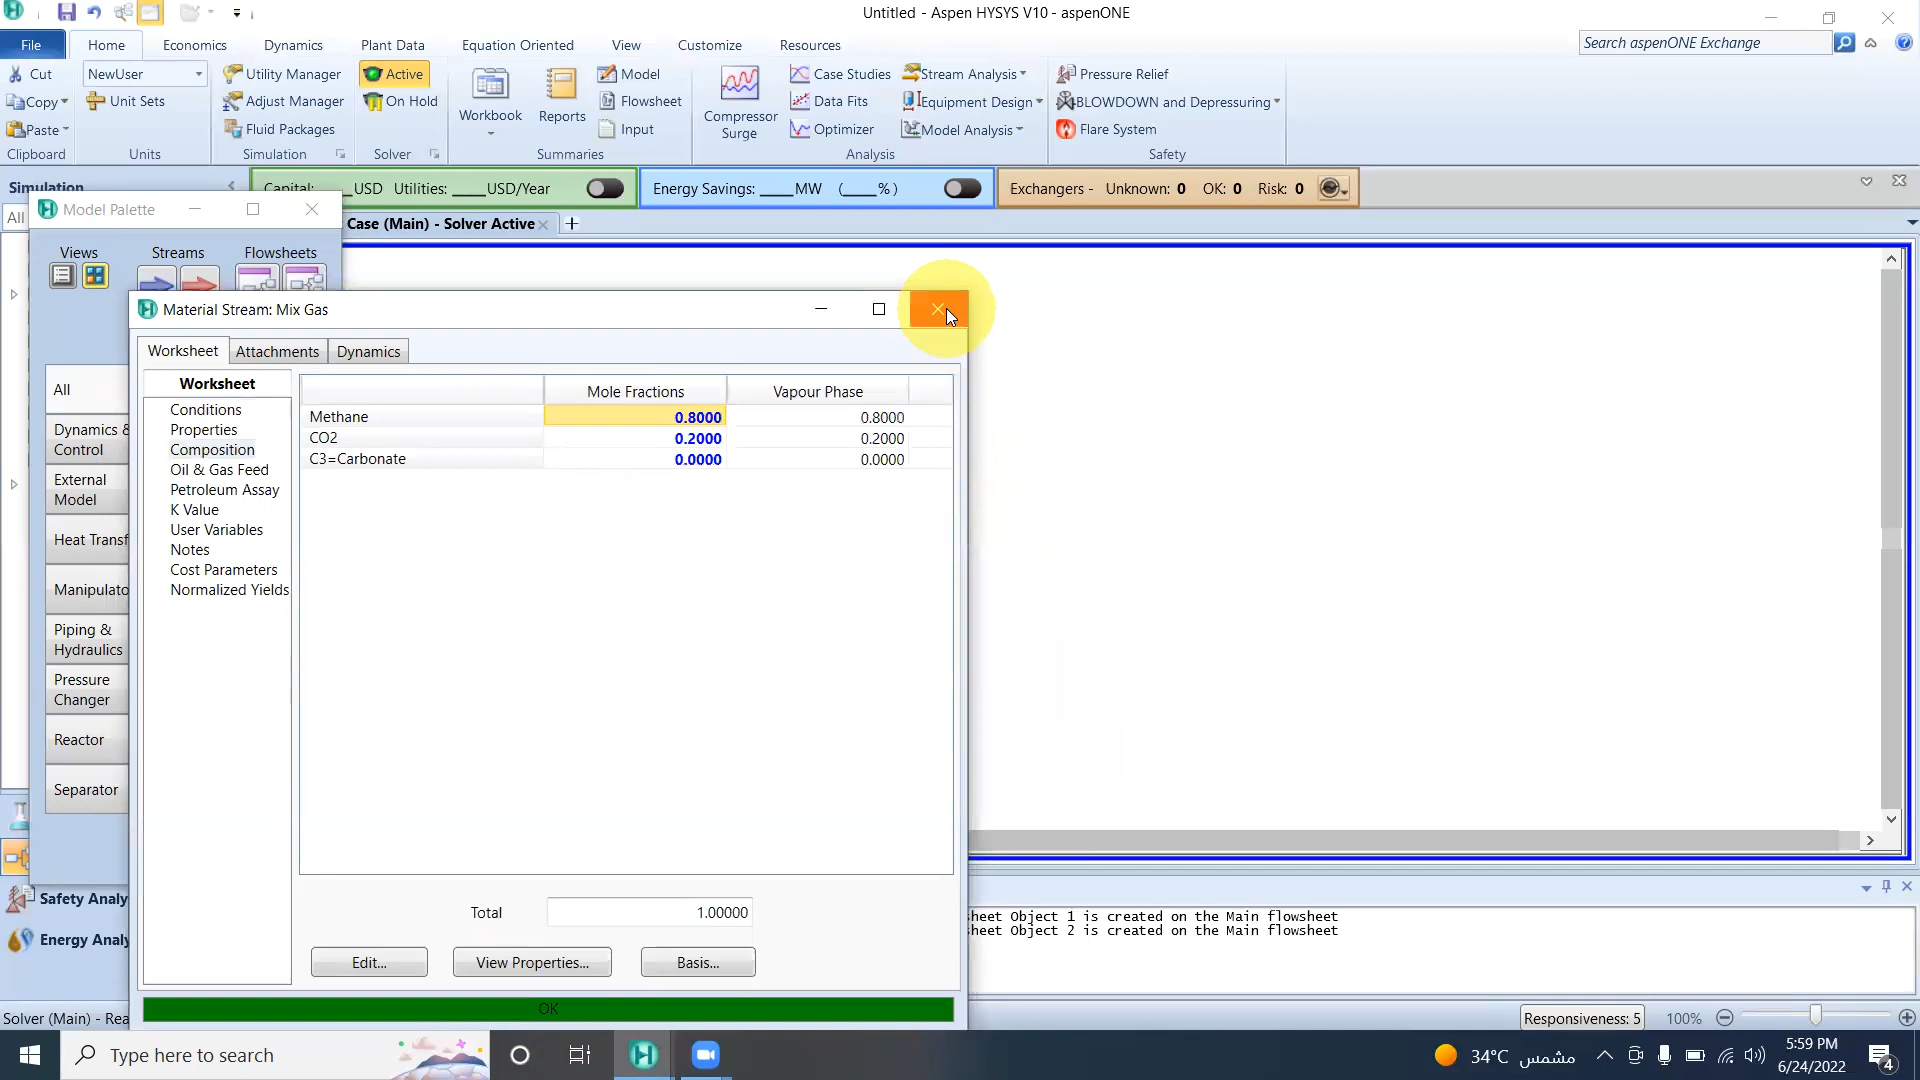 Untitled - Aspen HYSYS V10 - aspenONE
File Home Economics Dynamics Plant Data Equation Oriented View Customize Resources Search aspenONE Exchange
Cut NewUser Utility Manager Active Model Case Studies Stream Analysis Pressure Relief
Copy Unit Sets Adjust Manager On Hold Workbook Reports Flowsheet Compressor Surge Data Fits Equipment Design BLOWDOWN and Depressuring
Paste Fluid Packages Input Optimizer Model Analysis Flare System
Clipboard Units Simulation Solver Summaries Analysis Safety
Simulation Capital: ____USD Utilities: ____USD/Year Energy Savings: ____MW (____%) Exchangers - Unknown: 0 OK: 0 Risk: 0
All Model Palette Case (Main) - Solver Active
Views Streams Flowsheets
Material Stream: Mix Gas
Worksheet Attachments Dynamics
Worksheet
Conditions
Properties
Composition
Oil & Gas Feed
Petroleum Assay
K Value
User Variables
Notes
Cost Parameters
Normalized Yields
Mole Fractions Vapour Phase
Methane 0.8000 0.8000
CO2 0.2000 0.2000
C3=Carbonate 0.0000 0.0000
Total 1.00000
Edit... View Properties... Basis...
OK
All
Dynamics &
Control
External
Model
Heat Transf
Manipulato
Piping &
Hydraulics
Pressure
Changer
Reactor
Separator
Safety Analy
Energy Analy
heet Object 1 is created on the Main flowsheet
heet Object 2 is created on the Main flowsheet
Solver (Main) - Rea Responsiveness: 5 100%
Type here to search 34°C مشمس 5:59 PM
6/24/2022 4